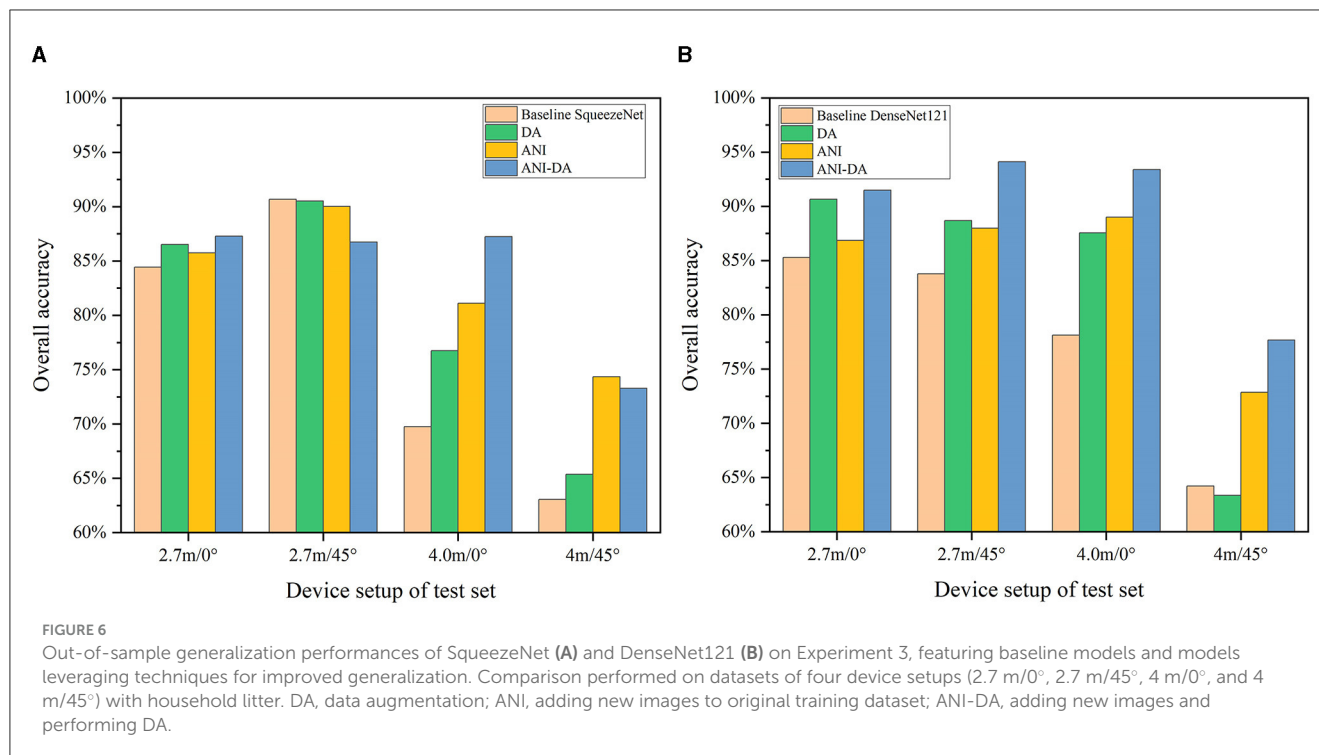 A
100%
95%
90%
85%
80%
75%
70%
65%
60%
Overall accuracy
Baseline SqueezeNet
DA
ANI
ANI-DA
2.7m/0°
2.7m/45°
4.0m/0°
4m/45°
Device setup of test set
B
100%
95%
90%
85%
80%
75%
70%
65%
60%
Overall accuracy
Baseline DenseNet121
DA
ANI
ANI-DA
2.7m/0°
2.7m/45°
4.0m/0°
4m/45°
Device setup of test set
FIGURE 6
Out-of-sample generalization performances of SqueezeNet (A) and DenseNet121 (B) on Experiment 3, featuring baseline models and models
leveraging techniques for improved generalization. Comparison performed on datasets of four device setups (2.7 m/0°, 2.7 m/45°, 4 m/0°, and 4
m/45°) with household litter. DA, data augmentation; ANI, adding new images to original training dataset; ANI-DA, adding new images and
performing DA.